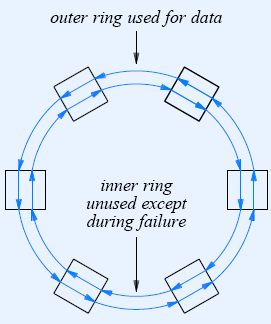 outer ring used for data
inner ring
unused except
during failure